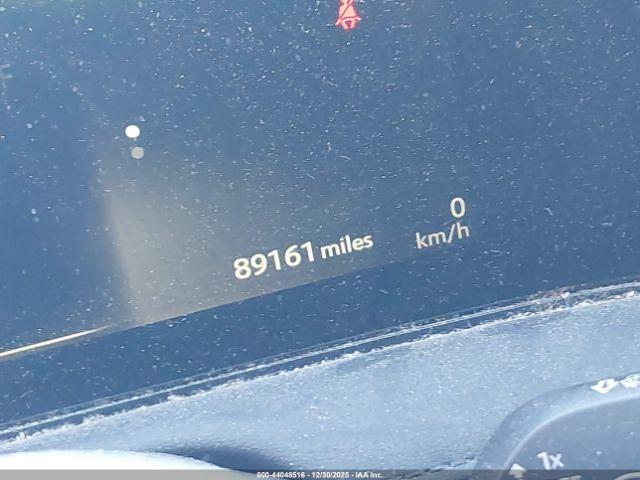 0
89161 miles
km/h
1x
000-44048516 - 12/30/2025 - IAA Inc.